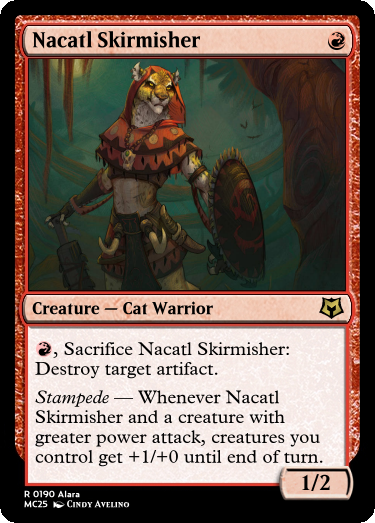 Nacatl Skirmisher
Creature — Cat Warrior
, Sacrifice Nacatl Skirmisher:
Destroy target artifact.
Stampede — Whenever Nacatl
Skirmisher and a creature with
greater power attack, creatures you
control get +1/+0 until end of turn.
1/2
R 0190 Alara
MC25 Cindy Avelino